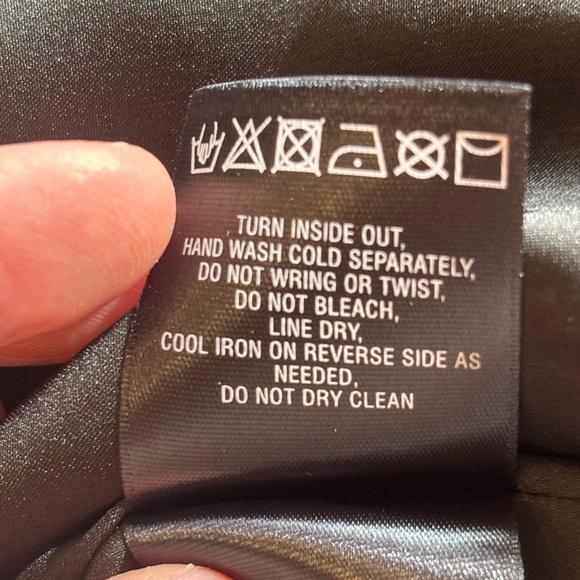 TURN INSIDE OUT,
HAND WASH COLD SEPARATELY,
DO NOT WRING OR TWIST,
DO NOT BLEACH,
LINE DRY,
COOL IRON ON REVERSE SIDE AS
NEEDED,
DO NOT DRY CLEAN